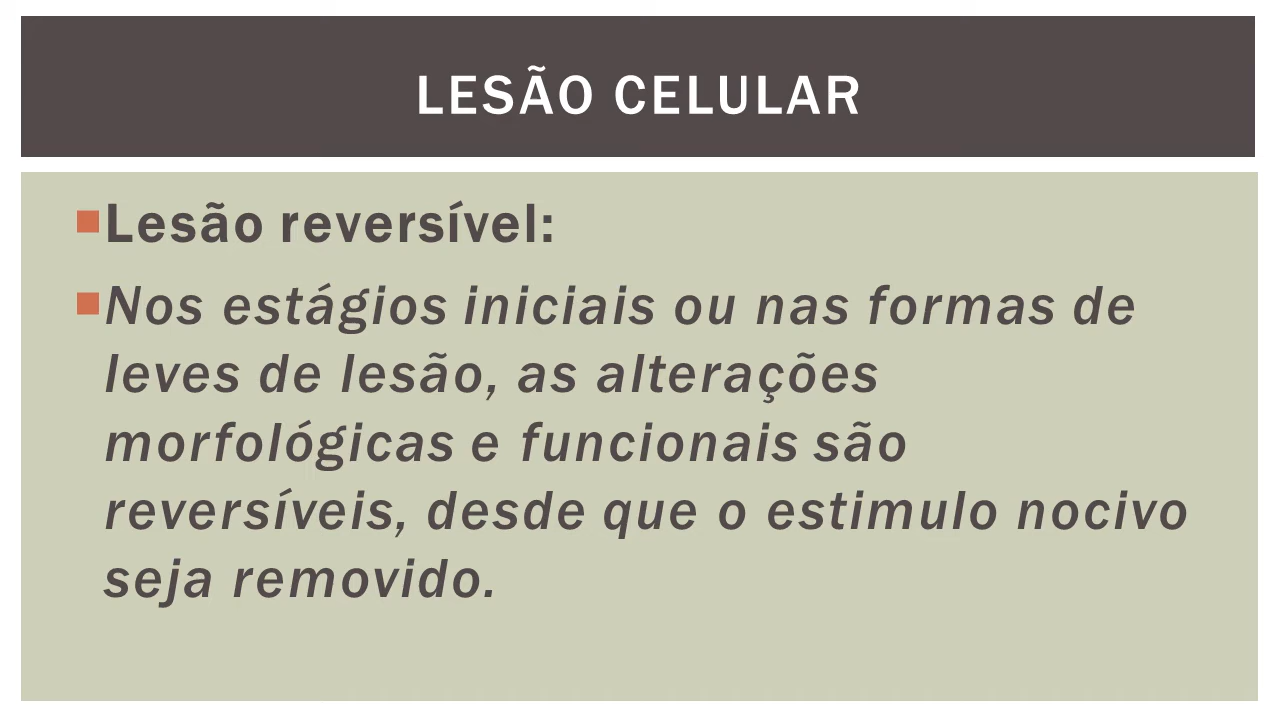 LESÃO CELULAR
Lesão reversível:
Nos estágios iniciais ou nas formas de
leves de lesão, as alterações
morfológicas e funcionais são
reversíveis, desde que o estimulo nocivo
seja removido.